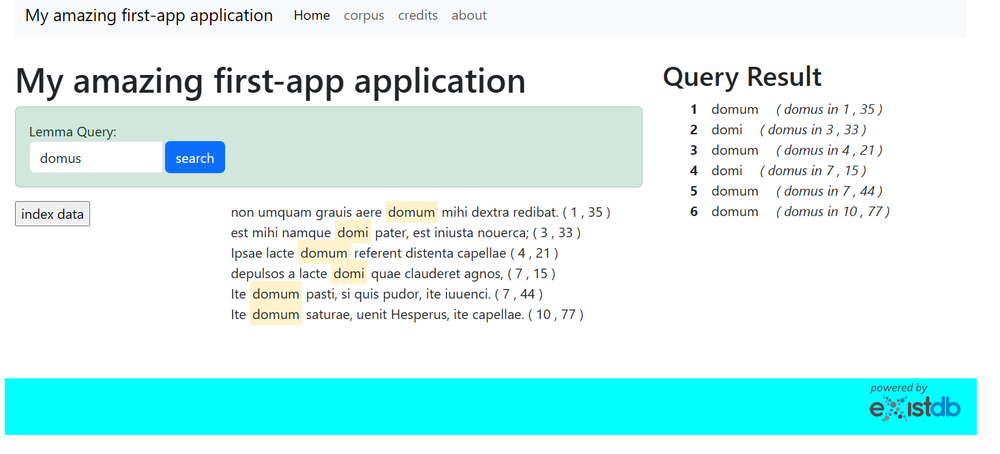 My amazing first-app application Home corpus credits about
My amazing first-app application
Lemma Query:
domus search
index data
non umquam grauis aere domum mihi dextra redibat. ( 1 , 35 )
est mihi namque domi pater, est iniusta nouerca; ( 3 , 33 )
Ipsae lacte domum referent distenta capellae ( 4 , 21 )
depulsos a lacte domi quae clauderet agnos, ( 7 , 15 )
Ite domum pasti, si quis pudor, ite iuuenci. ( 7 , 44 )
Ite domum saturae, uenit Hesperus, ite capellae. ( 10 , 77 )
Query Result
1 domum ( domus in 1 , 35 )
2 domi ( domus in 3 , 33 )
3 domum ( domus in 4 , 21 )
4 domi ( domus in 7 , 15 )
5 domum ( domus in 7 , 44 )
6 domum ( domus in 10 , 77 )
powered by
eXistdb